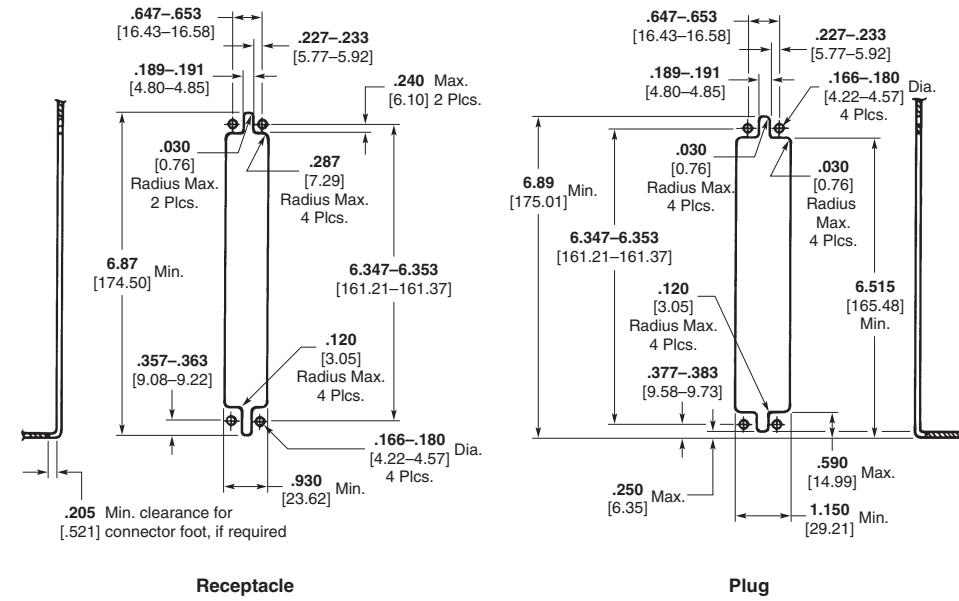 .647–.653
[16.43–16.58]
.227–.233
[5.77–5.92]
.189–.191
[4.80–4.85]
.240 Max.
[6.10] 2 Plcs.
.030
[0.76]
Radius Max.
2 Plcs.
.287
[7.29]
Radius Max.
4 Plcs.
6.87
[174.50] Min.
6.347–6.353
[161.21–161.37]
.120
[3.05]
Radius Max.
4 Plcs.
.357–.363
[9.08–9.22]
.166–.180
[4.22–4.57] Dia.
4 Plcs.
.930
[23.62] Min.
.205 Min. clearance for
[.521] connector foot, if required
Receptacle
.647–.653
[16.43–16.58]
.227–.233
[5.77–5.92]
.189–.191
[4.80–4.85]
.166–.180
[4.22–4.57] Dia.
4 Plcs.
.030
[0.76]
Radius Max.
4 Plcs.
.030
[0.76]
Radius
Max.
4 Plcs.
6.89
[175.01] Min.
6.347–6.353
[161.21–161.37]
6.515
[165.48]
Min.
.120
[3.05]
Radius Max.
4 Plcs.
.377–.383
[9.58–9.73]
.590
[14.99] Max.
.250
[6.35] Max.
1.150
[29.21] Min.
Plug